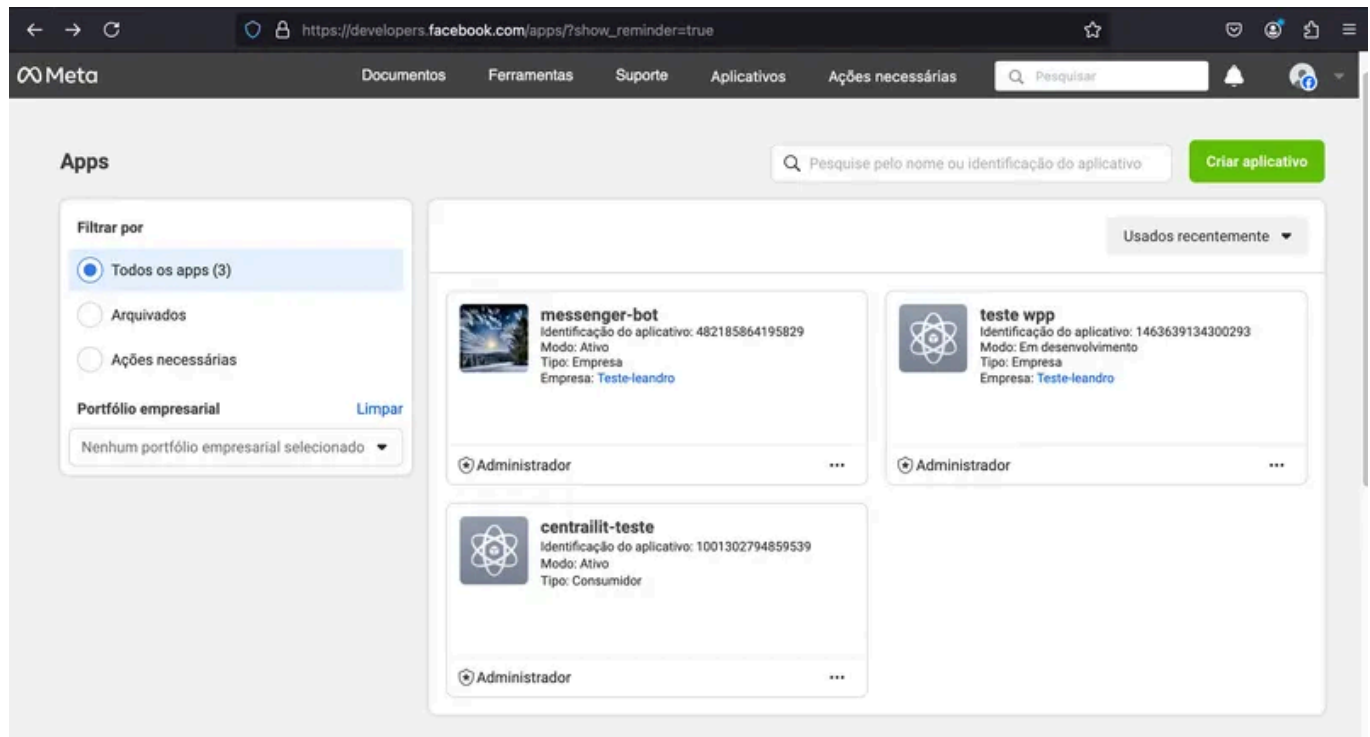 https://developers.facebook.com/apps/?show_reminder=true
Meta
Documentos
Ferramentas
Suporte
Aplicativos
Ações necessárias
Pesquisar
Apps
Pesquise pelo nome ou identificação do aplicativo
Criar aplicativo
Filtrar por
Todos os apps (3)
Arquivados
Ações necessárias
Portfólio empresarial
Limpar
Nenhum portfólio empresarial selecionado
Usados recentemente
messenger-bot
Identificação do aplicativo: 482185864195829
Modo: Ativo
Tipo: Empresa
Empresa: Teste-leandro
Administrador
teste wpp
Identificação do aplicativo: 1463639134300293
Modo: Em desenvolvimento
Tipo: Empresa
Empresa: Teste-leandro
Administrador
centrailit-teste
Identificação do aplicativo: 1001302794859539
Modo: Ativo
Tipo: Consumidor
Administrador